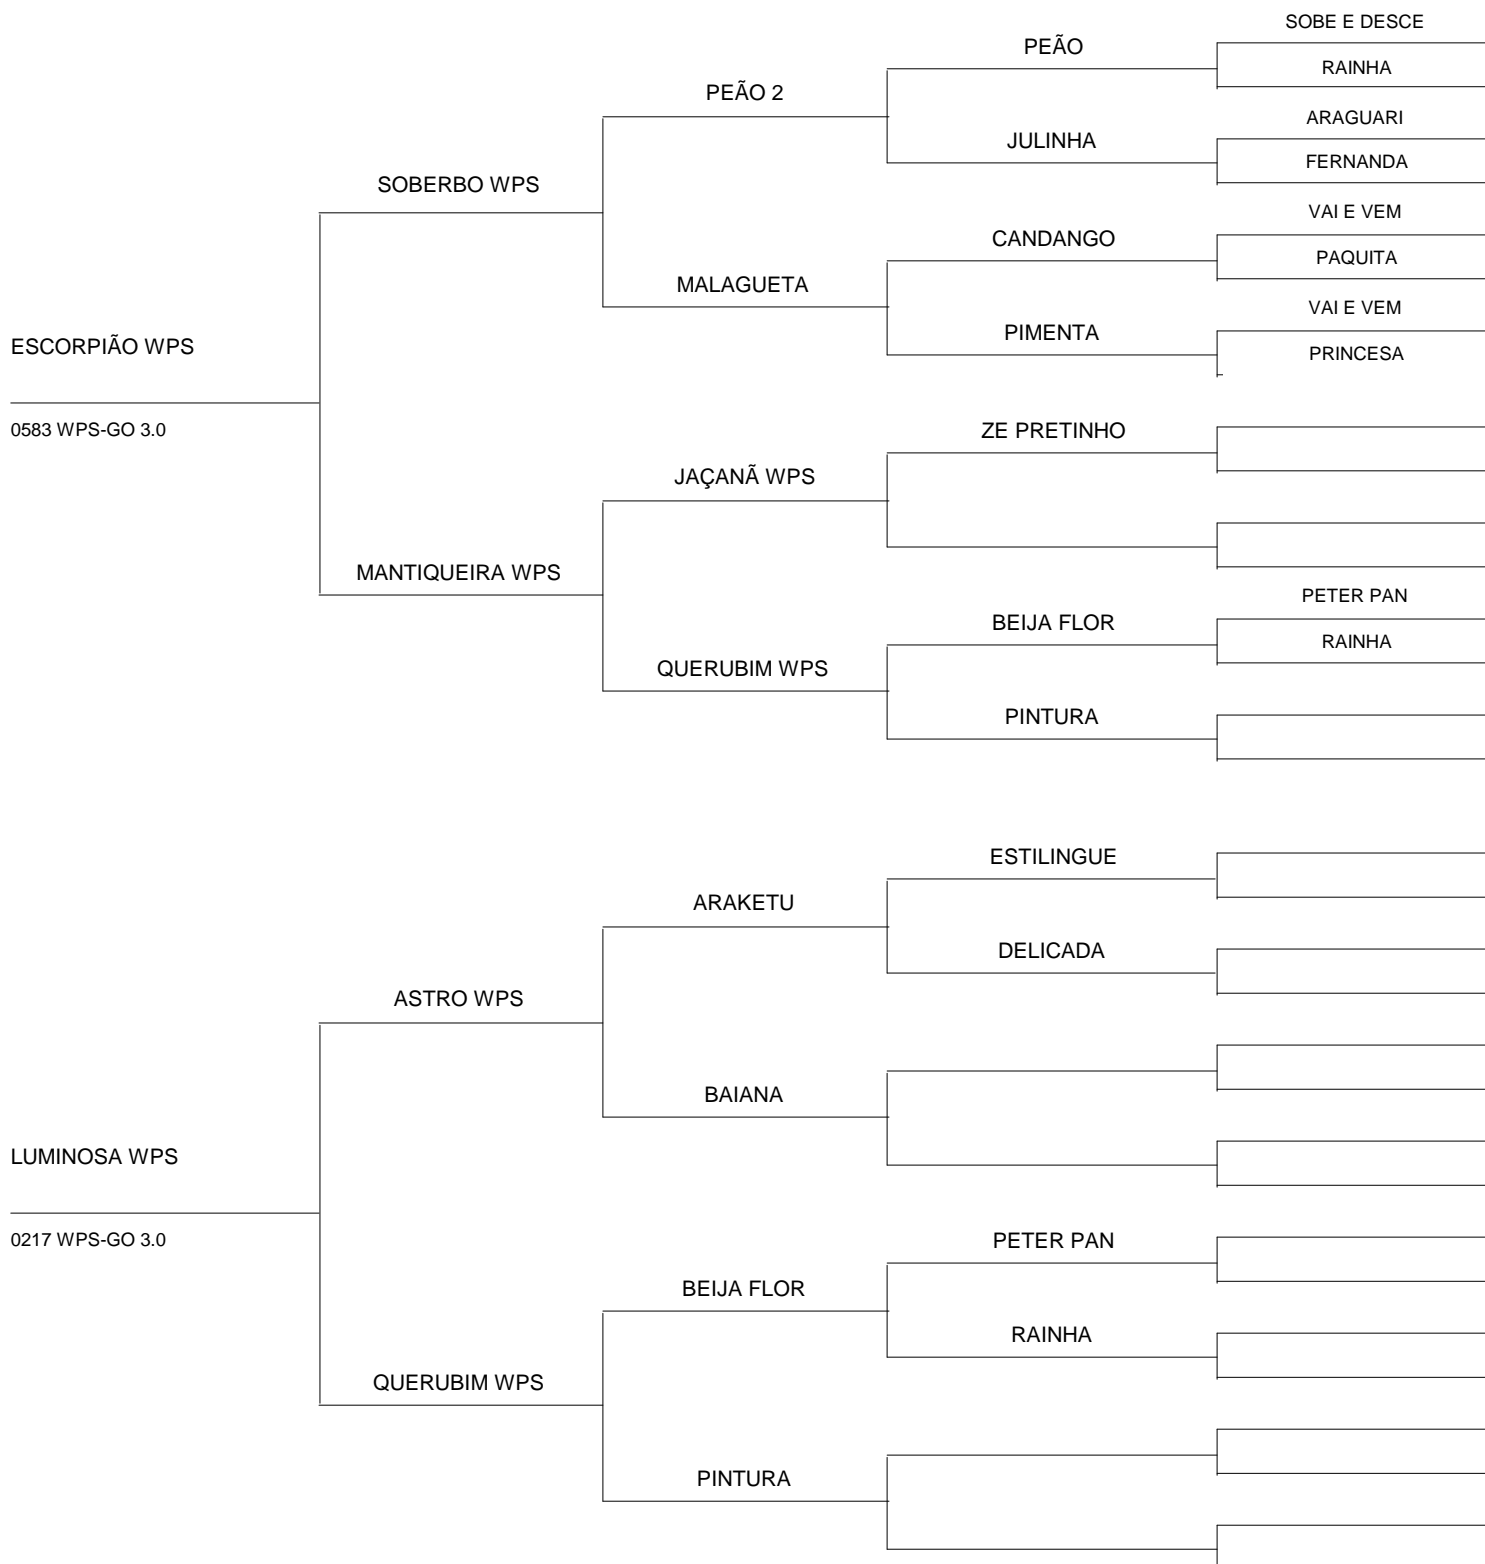 SOBE E DESCE
PEÃO
RAINHA
PEÃO 2
ARAGUARI
JULINHA
FERNANDA
SOBERBO WPS
VAI E VEM
CANDANGO
PAQUITA
MALAGUETA
VAI E VEM
PIMENTA
PRINCESA
ESCORPIÃO WPS
0583 WPS-GO 3.0
ZE PRETINHO
JAÇANÃ WPS
MANTIQUEIRA WPS
PETER PAN
BEIJA FLOR
RAINHA
QUERUBIM WPS
PINTURA
ESTILINGUE
ARAKETU
DELICADA
ASTRO WPS
BAIANA
LUMINOSA WPS
0217 WPS-GO 3.0
PETER PAN
BEIJA FLOR
RAINHA
QUERUBIM WPS
PINTURA